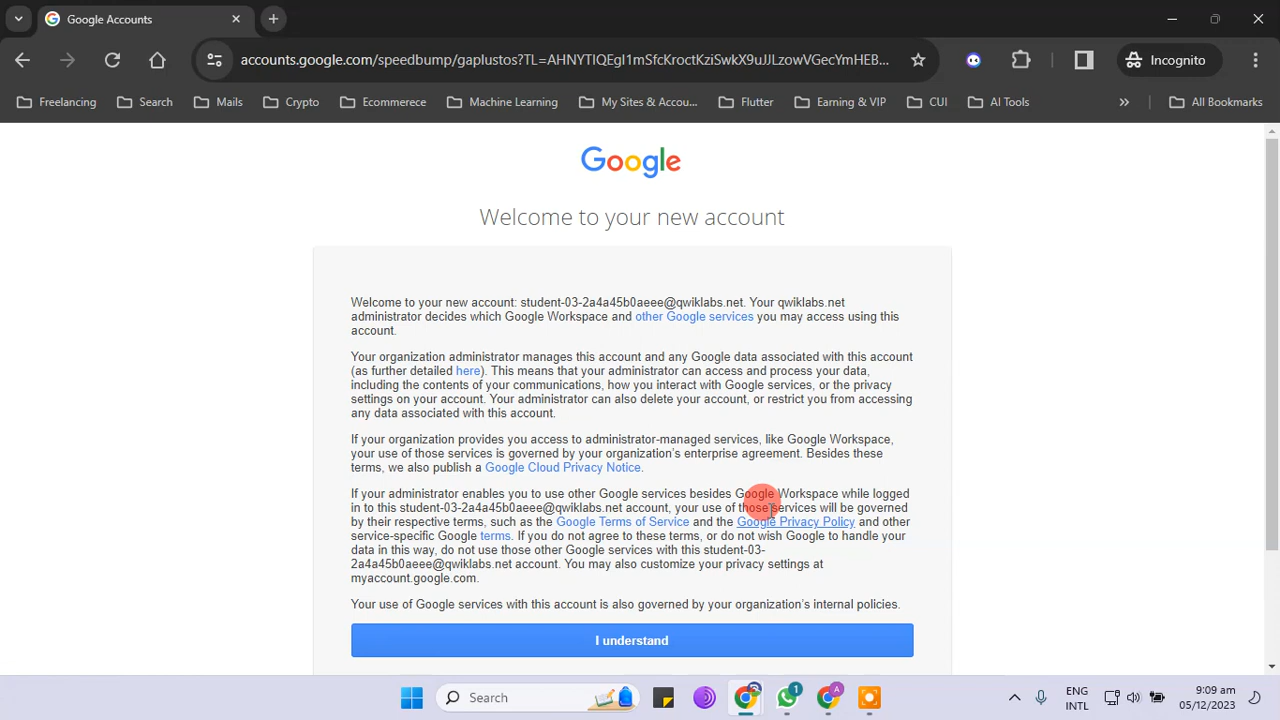 Google Accounts
accounts.google.com/speedbump/gaplustos?TL=AHNYTIQEgI1mSfcKroctKziSwkX9uJJLzowVGecYmHEB...
Incognito
Freelancing
Search
Mails
Crypto
Ecommerece
Machine Learning
My Sites & Accou...
Flutter
Earning & VIP
CUI
AI Tools
»
All Bookmarks
Google
Welcome to your new account
Welcome to your new account: student-03-2a4a45b0aeee@qwiklabs.net. Your qwiklabs.net
administrator decides which Google Workspace and other Google services you may access using this
account.
Your organization administrator manages this account and any Google data associated with this account
(as further detailed here). This means that your administrator can access and process your data,
including the contents of your communications, how you interact with Google services, or the privacy
settings on your account. Your administrator can also delete your account, or restrict you from accessing
any data associated with this account.
If your organization provides you access to administrator-managed services, like Google Workspace,
your use of those services is governed by your organization's enterprise agreement. Besides these
terms, we also publish a Google Cloud Privacy Notice.
If your administrator enables you to use other Google services besides Google Workspace while logged
in to this student-03-2a4a45b0aeee@qwiklabs.net account, your use of those services will be governed
by their respective terms, such as the Google Terms of Service and the Google Privacy Policy and other
service-specific Google terms. If you do not agree to these terms, or do not wish Google to handle your
data in this way, do not use those other Google services with this student-03-
2a4a45b0aeee@qwiklabs.net account. You may also customize your privacy settings at
myaccount.google.com.
Your use of Google services with this account is also governed by your organization's internal policies.
I understand
Search
1
A
ENG
INTL
9:09 am
05/12/2023